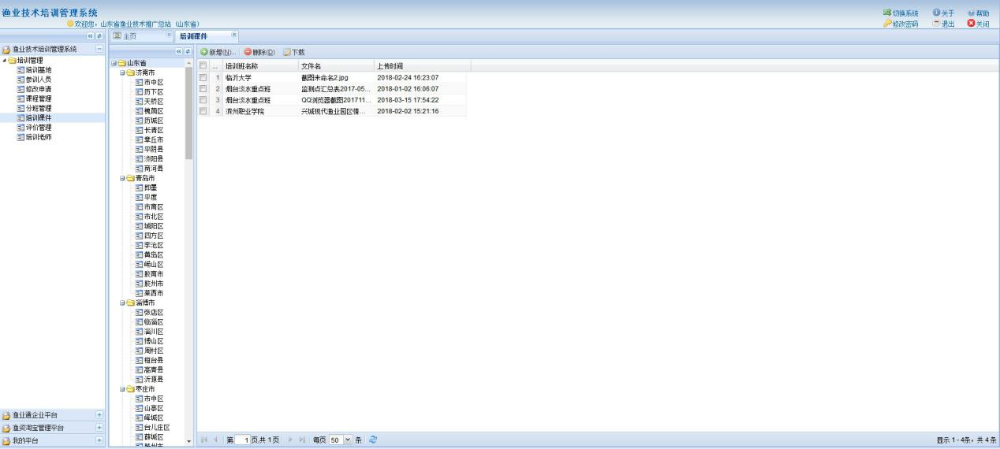 渔业技术培训管理系统
欢迎您，山东省渔业技术推广总站（山东省）
切换系统 关于 帮助
修改密码 退出 关闭
主页 培训课件
渔业技术培训管理系统
培训管理
培训基地
参训人员
修改申请
课程管理
分班管理
培训课件
评价管理
培训老师
渔业通企业平台
渔资淘宝管理平台
我的平台
山东省
济南市
市中区
历下区
天桥区
槐荫区
历城区
长清区
章丘市
平阴县
济阳县
商河县
青岛市
即墨
平度
市南区
市北区
城阳区
四方区
李沧区
黄岛区
崂山区
胶南市
胶州市
莱西市
淄博市
张店区
临淄区
淄川区
博山区
周村区
桓台县
高青县
沂源县
枣庄市
市中区
山亭区
峄城区
台儿庄区
薛城区
滕州市
新增(N)... 删除(D) 下载
... 培训班名称 文件名 上传时间
1 临沂大学 截图未命名2.jpg 2018-02-24 16:23:07
2 烟台淡水重点班 监测点汇总表2017-05... 2018-01-02 16:06:07
3 烟台淡水重点班 QQ浏览器截图201711... 2018-03-15 17:54:22
4 滨州职业学院 兴城现代渔业园区情... 2018-02-02 15:21:16
第 1 页,共 1 页 每页 50 条
显示 1 - 4条，共 4 条